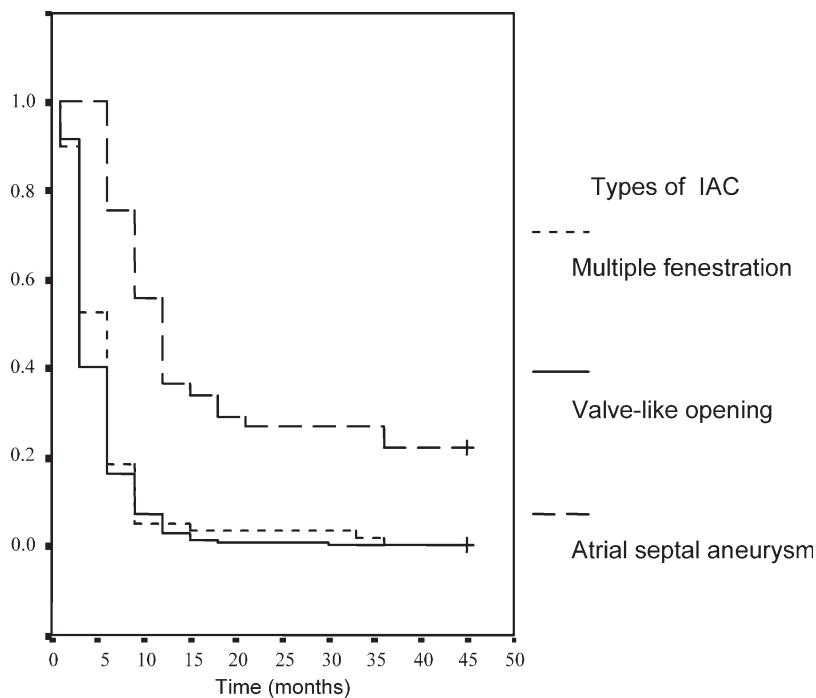 1.0
0.8
0.6
0.4
0.2
0.0
0 5 10 15 20 25 30 35 40 45 50
Time (months)
Types of IAC
Multiple fenestration
Valve-like opening
Atrial septal aneurysm